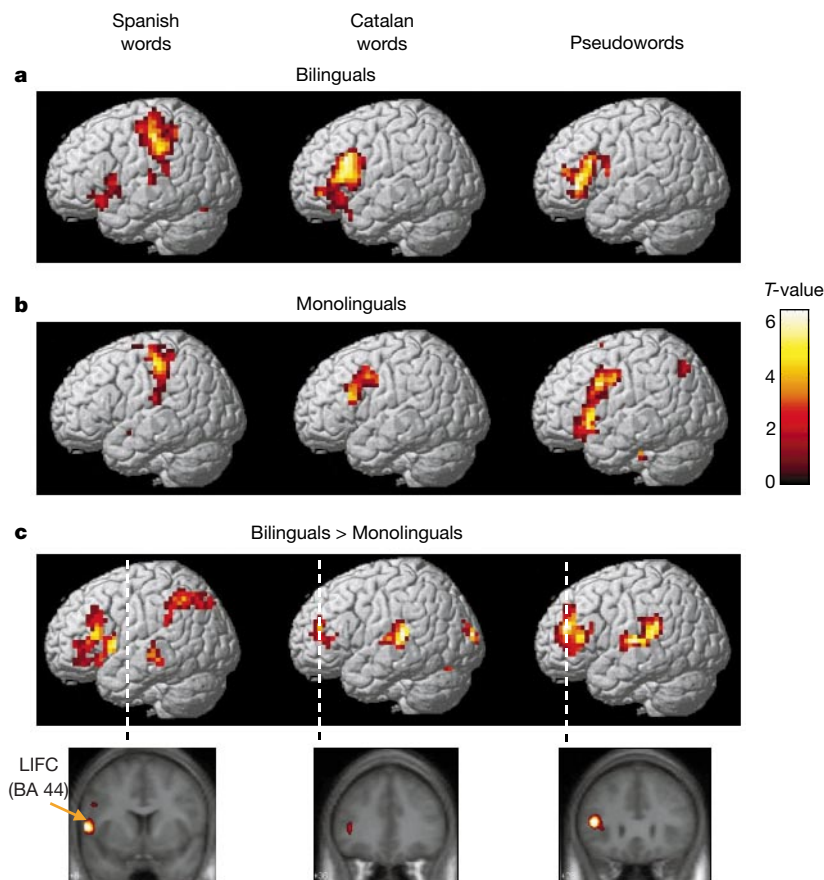 Spanish
words
Catalan
words
Pseudowords
a
Bilinguals
b
Monolinguals
T-value
6
4
2
0
c
Bilinguals > Monolinguals
LIFC
(BA 44)